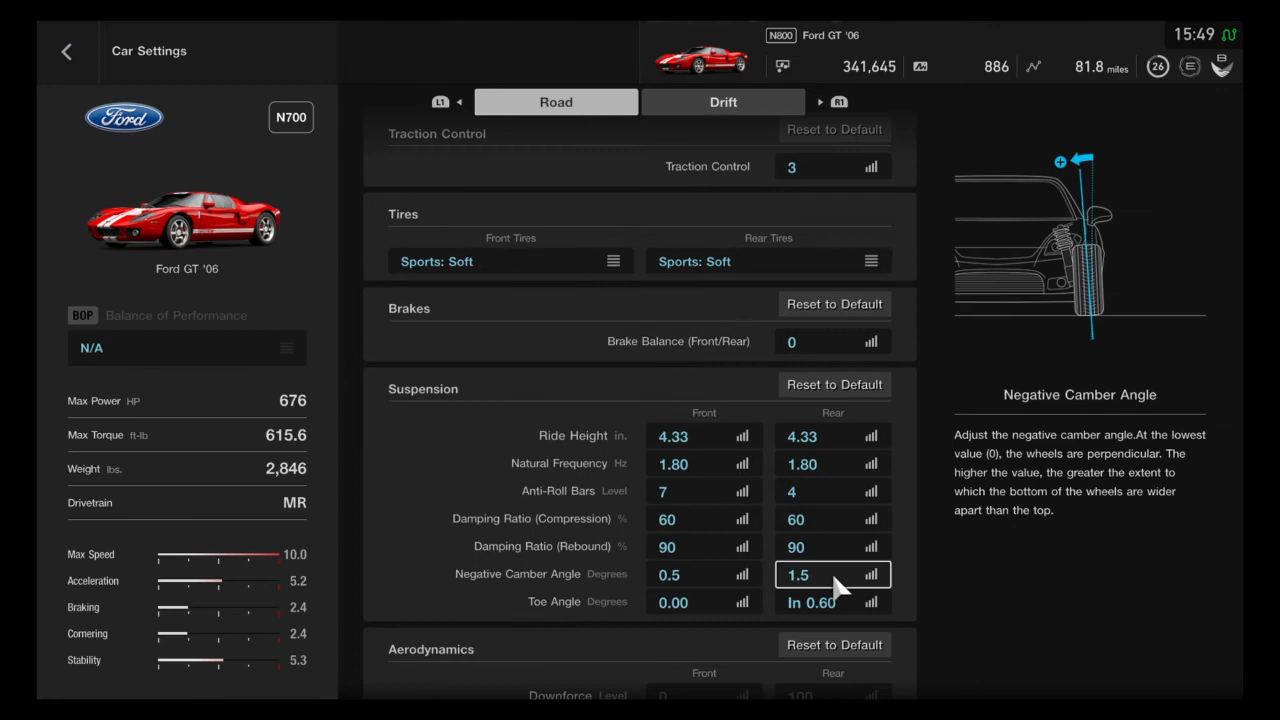 Car Settings
N800 Ford GT '06
341,645 886 81.8 miles 26 E B
15:49
Ford
N700
Ford GT '06
BOP Balance of Performance
N/A
Max Power HP 676
Max Torque ft-lb 615.6
Weight lbs. 2,846
Drivetrain MR
Max Speed 10.0
Acceleration 5.2
Braking 2.4
Cornering 2.4
Stability 5.3
L1 Road Drift R1
Traction Control Reset to Default
Traction Control 3
Tires
Front Tires Rear Tires
Sports: Soft Sports: Soft
Brakes Reset to Default
Brake Balance (Front/Rear) 0
Suspension Reset to Default
Front Rear
Ride Height in. 4.33 4.33
Natural Frequency Hz 1.80 1.80
Anti-Roll Bars Level 7 4
Damping Ratio (Compression) % 60 60
Damping Ratio (Rebound) % 90 90
Negative Camber Angle Degrees 0.5 1.5
Toe Angle Degrees 0.00 In 0.60
Aerodynamics Reset to Default
Front Rear
Downforce Level 0 100
Negative Camber Angle
Adjust the negative camber angle.At the lowest
value (0), the wheels are perpendicular. The
higher the value, the greater the extent to
which the bottom of the wheels are wider
apart than the top.